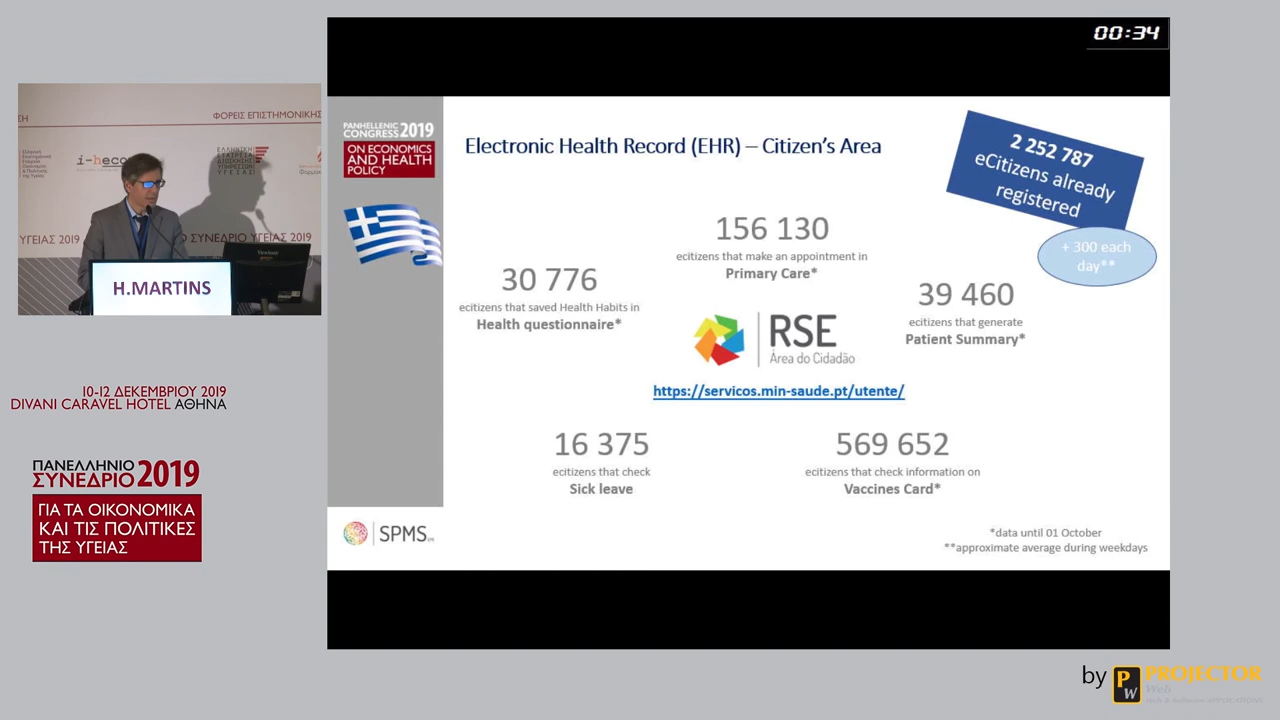 00:34
ΦΟΡΕΙΣ ΕΠΙΣΤΗΜΟΝΙΚΗΣ
i-hecon
ΥΓΕΙΑΣ 2019
ΣΥΝΕΔΡΙΟ ΥΓΕΙΑΣ 2019
H.MARTINS
10-12 ΔΕΚΕΜΒΡΙΟΥ 2019
DIVANI CARAVEL HOTEL ΑΘΗΝΑ
ΠΑΝΕΛΛΗΝΙΟ
ΣΥΝΕΔΡΙΟ 2019
ΓΙΑ ΤΑ ΟΙΚΟΝΟΜΙΚΑ
ΚΑΙ ΤΙΣ ΠΟΛΙΤΙΚΕΣ
ΤΗΣ ΥΓΕΙΑΣ
PANHELLENIC
CONGRESS 2019
ON ECONOMICS
AND HEALTH
POLICY
Electronic Health Record (EHR) – Citizen's Area
2 252 787
eCitizens already
registered
+ 300 each
day**
156 130
ecitizens that make an appointment in
Primary Care*
30 776
ecitizens that saved Health Habits in
Health questionnaire*
39 460
ecitizens that generate
Patient Summary*
RSE
Área do Cidadão
https://servicos.min-saude.pt/utente/
16 375
ecitizens that check
Sick leave
569 652
ecitizens that check information on
Vaccines Card*
*data until 01 October
**approximate average during weekdays
SPMS
by PW PROJECTOR
Web